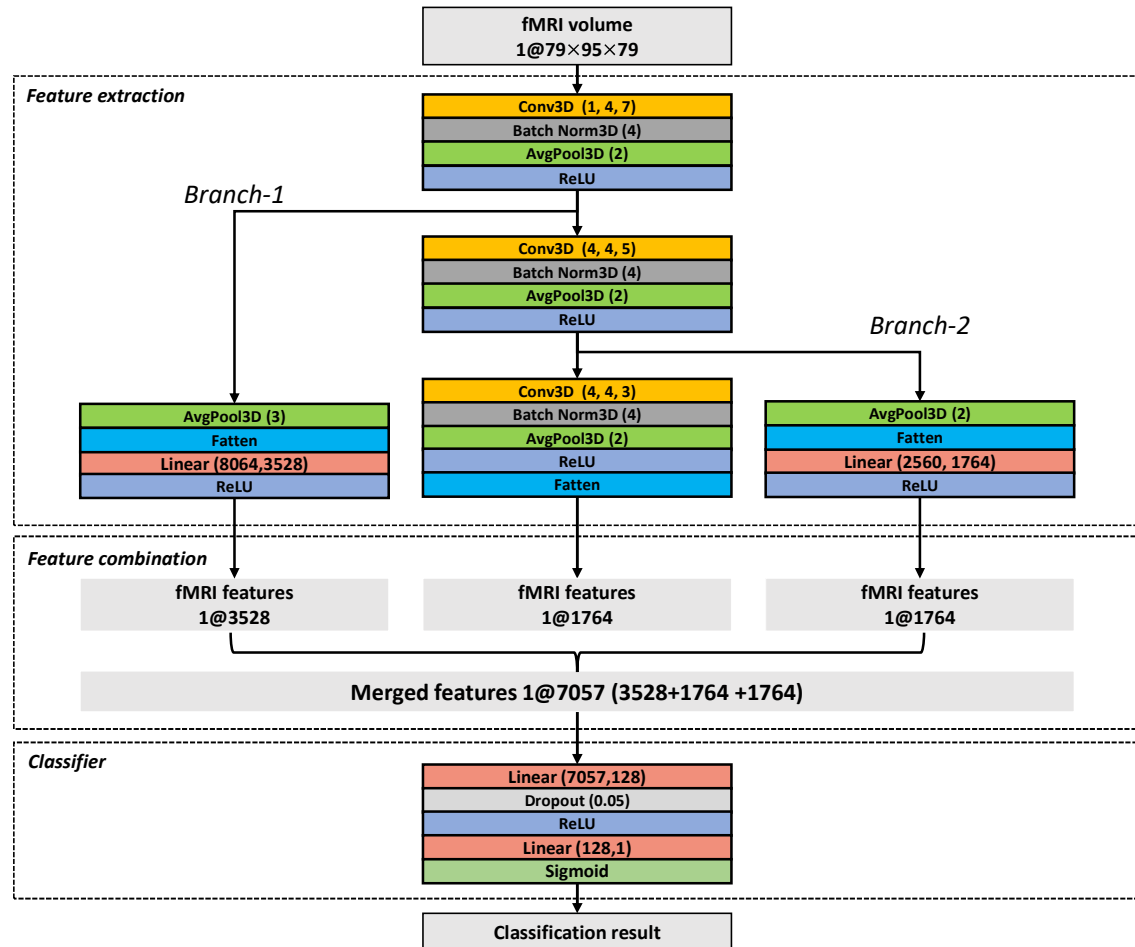 fMRI volume
1@79×95×79
Feature extraction
Conv3D (1, 4, 7)
Batch Norm3D (4)
AvgPool3D (2)
ReLU
Branch-1
Conv3D (4, 4, 5)
Batch Norm3D (4)
AvgPool3D (2)
ReLU
Branch-2
AvgPool3D (3)
Fatten
Linear (8064,3528)
ReLU
Conv3D (4, 4, 3)
Batch Norm3D (4)
AvgPool3D (2)
ReLU
Fatten
AvgPool3D (2)
Fatten
Linear (2560, 1764)
ReLU
Feature combination
fMRI features
1@3528
fMRI features
1@1764
fMRI features
1@1764
Merged features 1@7057 (3528+1764 +1764)
Classifier
Linear (7057,128)
Dropout (0.05)
ReLU
Linear (128,1)
Sigmoid
Classification result